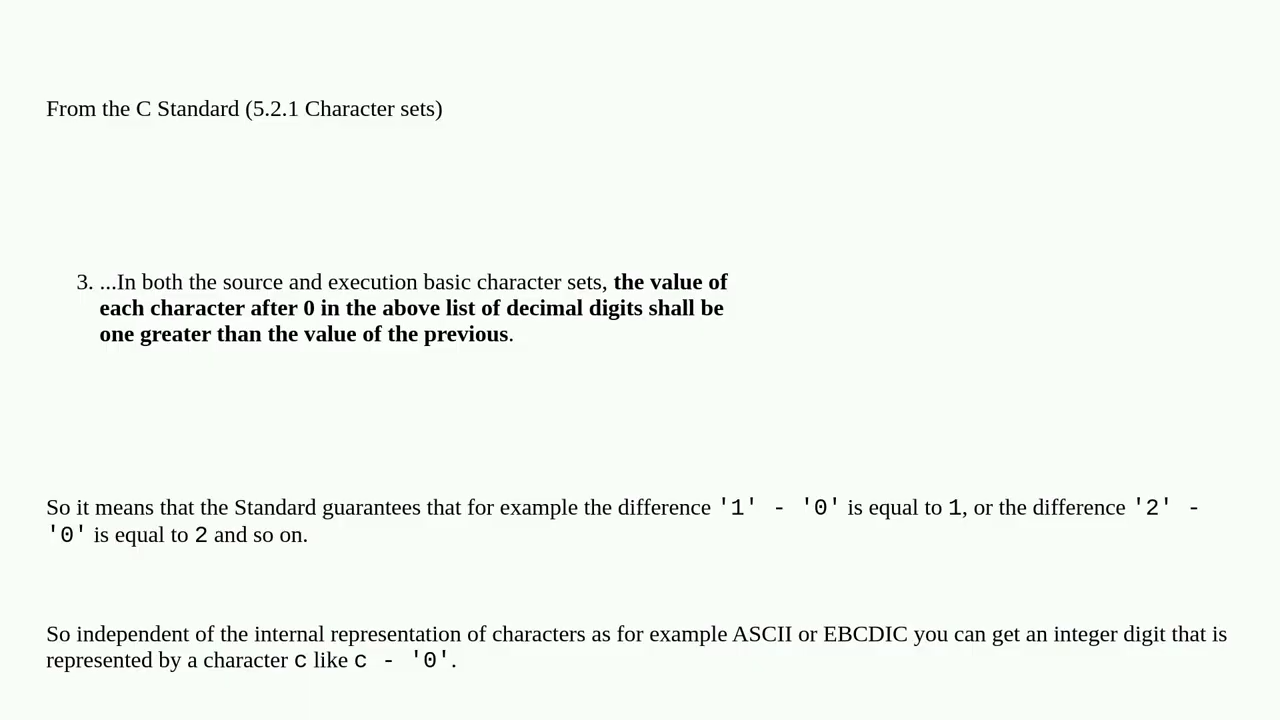 From the C Standard (5.2.1 Character sets)
3. ...In both the source and execution basic character sets, the value of
each character after 0 in the above list of decimal digits shall be
one greater than the value of the previous.
So it means that the Standard guarantees that for example the difference '1' - '0' is equal to 1, or the difference '2' -
'0' is equal to 2 and so on.
So independent of the internal representation of characters as for example ASCII or EBCDIC you can get an integer digit that is
represented by a character c like c - '0'.